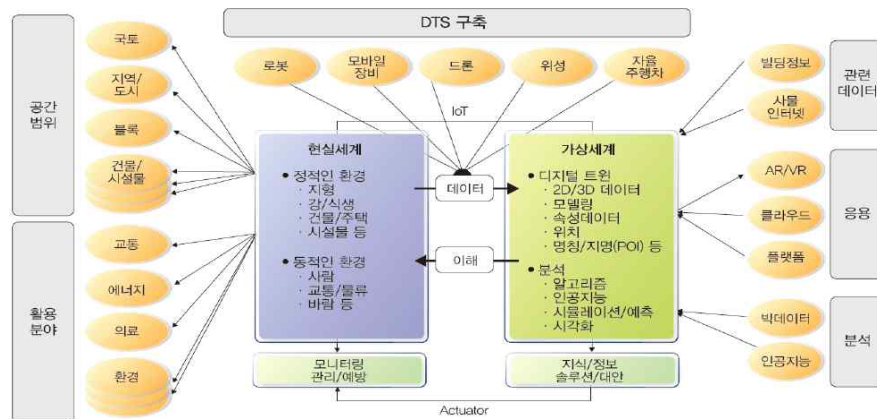 DTS 구축
로봇
모바일
장비
드론
위성
자율
주행차
공간
범위
국토
지역/
도시
블록
건물/
시설물
활용
분야
교통
에너지
의료
환경
IoT
현실세계
● 정적인 환경
· 지형
· 강/식생
· 건물/주택
· 시설물 등
● 동적인 환경
· 사람
· 교통/물류
· 바람 등
데이터
이해
가상세계
● 디지털 트윈
· 2D/3D 데이터
· 모델링
· 속성데이터
· 위치
· 명칭/지명(POI) 등
● 분석
· 알고리즘
· 인공지능
· 시뮬레이션/예측
· 시각화
모니터링
관리/예방
지식/정보
솔루션/대안
Actuator
빌딩정보
사물
인터넷
관련
데이터
AR/VR
클라우드
플랫폼
응용
빅데이터
인공지능
분석